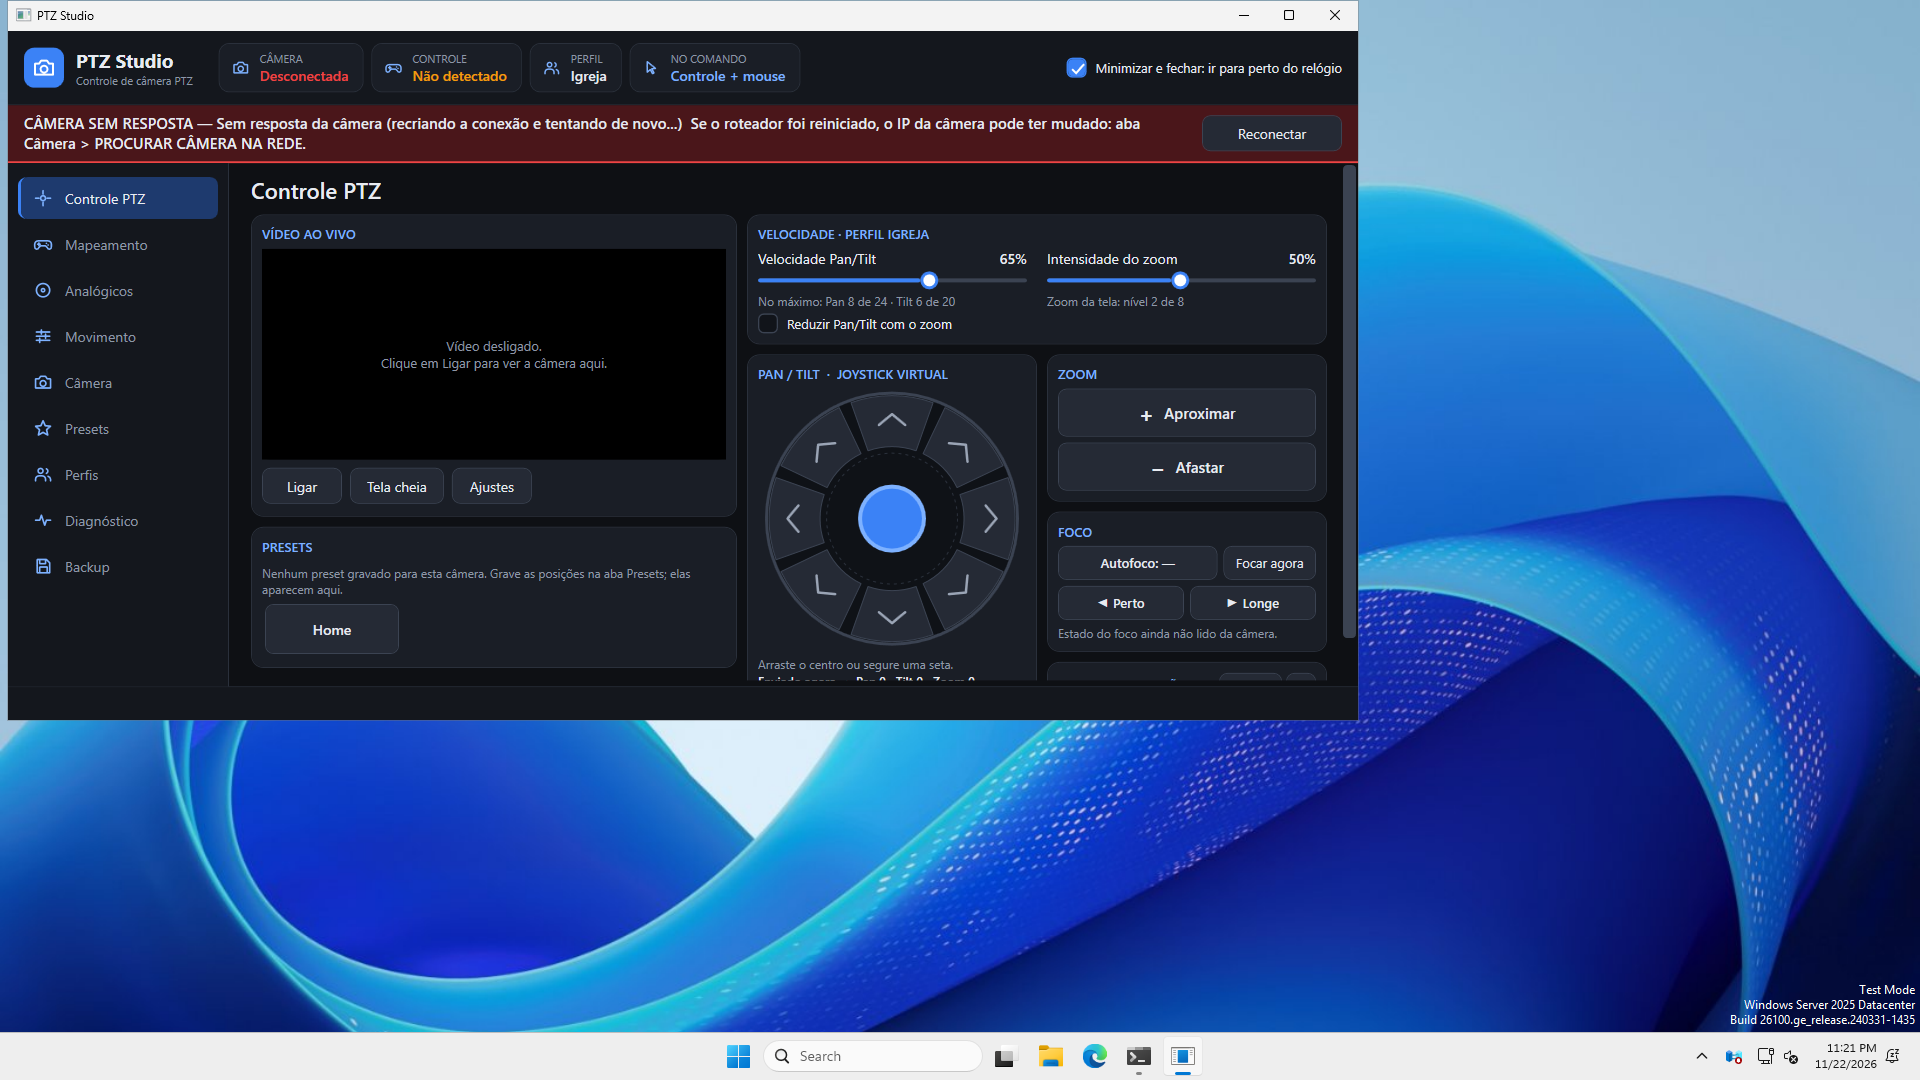 PTZ Studio
PTZ Studio
Controle de câmera PTZ
CÂMERA
Desconectada
CONTROLE
Não detectado
PERFIL
Igreja
NO COMANDO
Controle + mouse
Minimizar e fechar: ir para perto do relógio
CÂMERA SEM RESPOSTA — Sem resposta da câmera (recriando a conexão e tentando de novo...)  Se o roteador foi reiniciado, o IP da câmera pode ter mudado: aba
Câmera > PROCURAR CÂMERA NA REDE.
Reconectar
Controle PTZ
Mapeamento
Analógicos
Movimento
Câmera
Presets
Perfis
Diagnóstico
Backup
Controle PTZ
VÍDEO AO VIVO
Vídeo desligado.
Clique em Ligar para ver a câmera aqui.
Ligar
Tela cheia
Ajustes
PRESETS
Nenhum preset gravado para esta câmera. Grave as posições na aba Presets; elas
aparecem aqui.
Home
VELOCIDADE · PERFIL IGREJA
Velocidade Pan/Tilt 65%
No máximo: Pan 8 de 24 · Tilt 6 de 20
Reduzir Pan/Tilt com o zoom
Intensidade do zoom 50%
Zoom da tela: nível 2 de 8
PAN / TILT · JOYSTICK VIRTUAL
Arraste o centro ou segure uma seta.
ZOOM
+ Aproximar
– Afastar
FOCO
Autofoco: —
Focar agora
◄ Perto
► Longe
Estado do foco ainda não lido da câmera.
Test Mode
Windows Server 2025 Datacenter
Build 26100.ge_release.240331-1435
Search
11:21 PM
11/22/2026